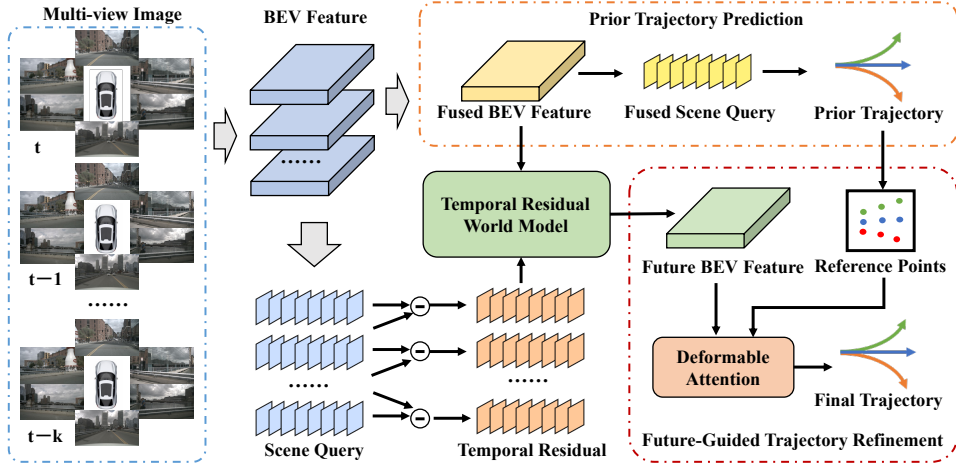 Multi-view Image
t
t−1
······
t−k
BEV Feature
······
Prior Trajectory Prediction
Fused BEV Feature
Fused Scene Query
Prior Trajectory
Temporal Residual
World Model
Future BEV Feature
Reference Points
Deformable
Attention
Final Trajectory
Future-Guided Trajectory Refinement
······
Scene Query
······
Temporal Residual